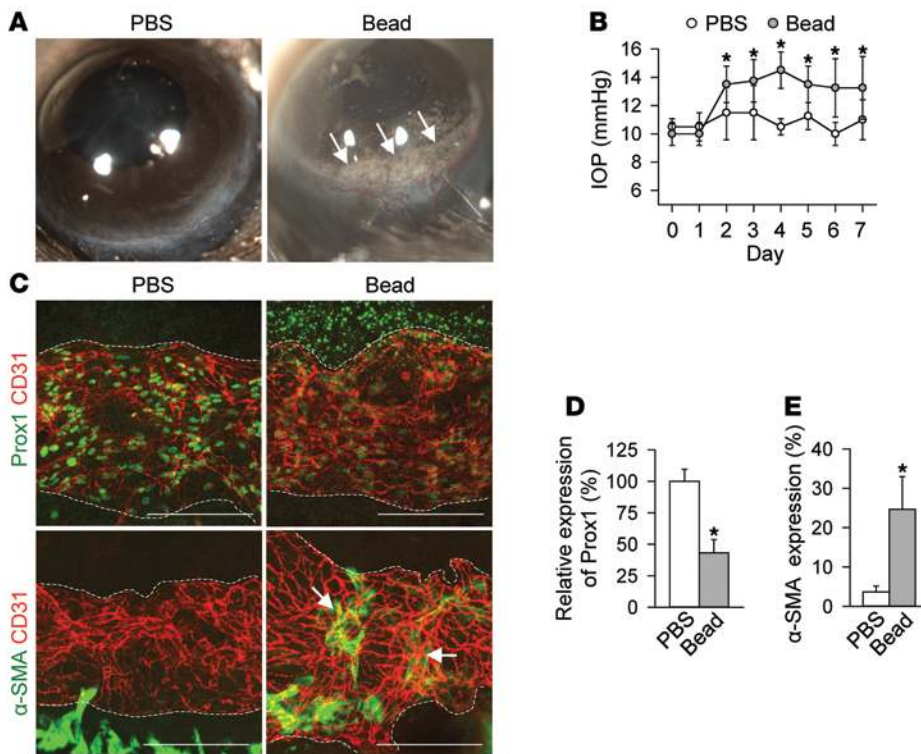 A
PBS
Bead
B
PBS Bead
IOP (mmHg)
16
14
12
10
8
6
* * * * * *
0 1 2 3 4 5 6 7
Day
C
PBS
Bead
Prox1 CD31
α-SMA CD31
D
Relative expression
of Prox1 (%)
125
100
75
50
25
0
*
PBS
Bead
E
α-SMA expression (%)
40
30
20
10
0
*
PBS
Bead